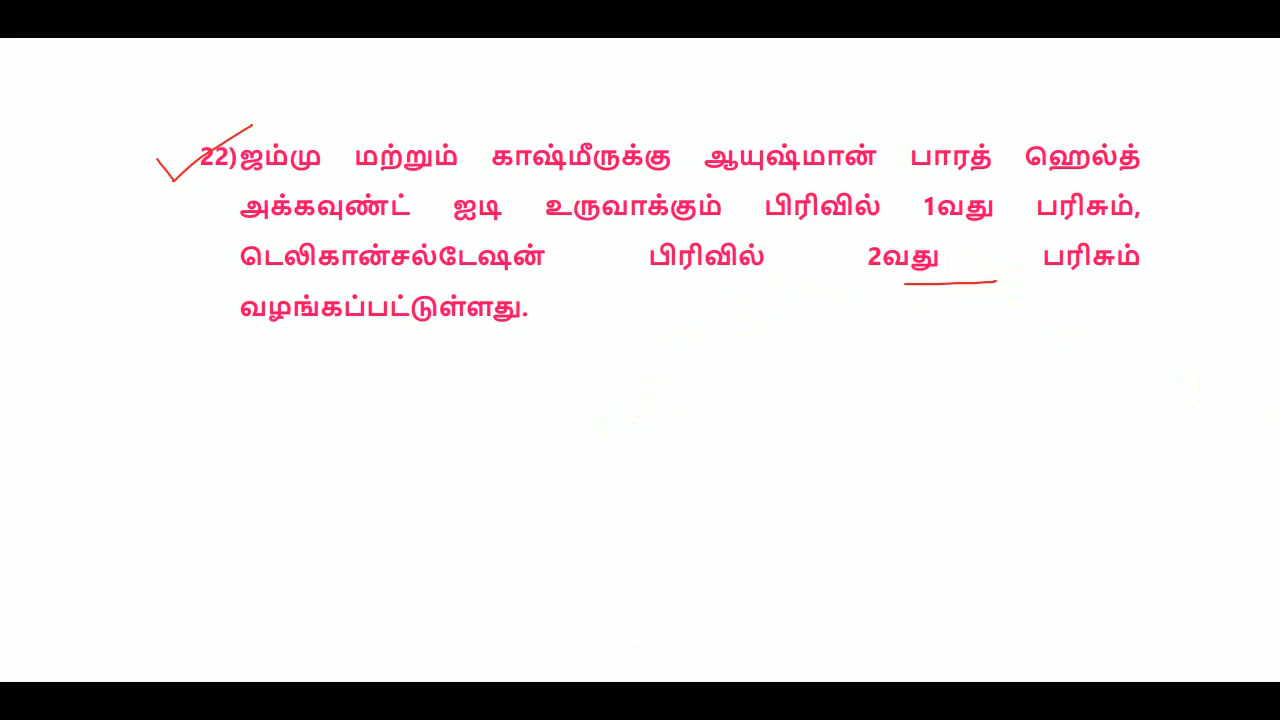 22)ஜம்மு மற்றும் காஷ்மீருக்கு ஆயுஷ்மான் பாரத் ஹெல்த்
அக்கவுண்ட் ஐடி உருவாக்கும் பிரிவில் 1வது பரிசும்,
டெலிகான்சல்டேஷன் பிரிவில் 2வது பரிசும்
வழங்கப்பட்டுள்ளது.